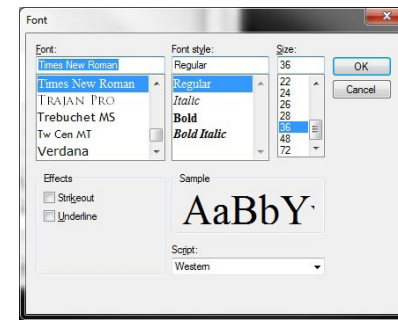 Font
Font: Font style: Size:
Times New Roman Regular 36 OK
Times New Roman Regular 22 Cancel
TRAJAN PRO Italic 24
Trebuchet MS Bold 26
Tw Cen MT Bold Italic 28
Verdana 36
48
72
Effects Sample
Strikeout
Underline
AaBbY
Script:
Western